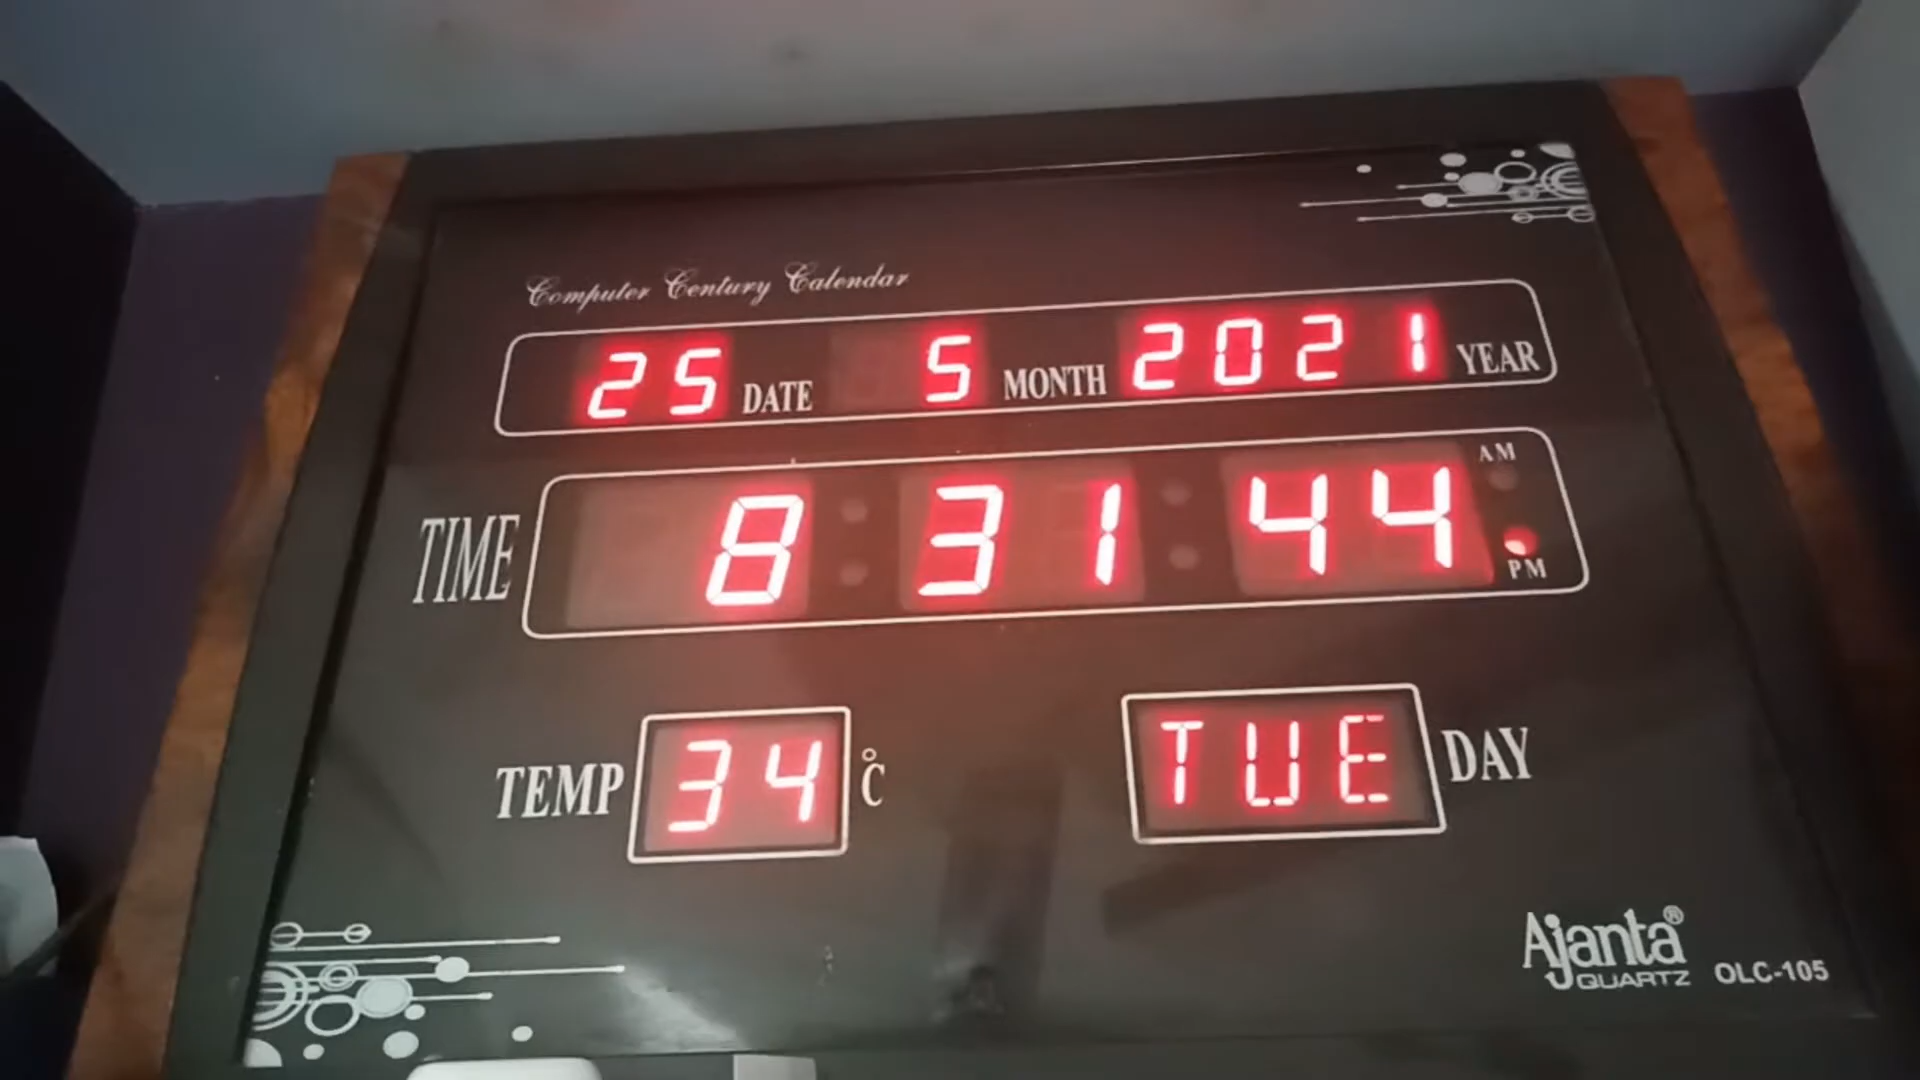 Computer Century Calendar
25 DATE 5 MONTH 2021 YEAR
AM
TIME 8 31 44
PM
TEMP 34 °C TUE DAY
Ajanta®
QUARTZ OLC-105